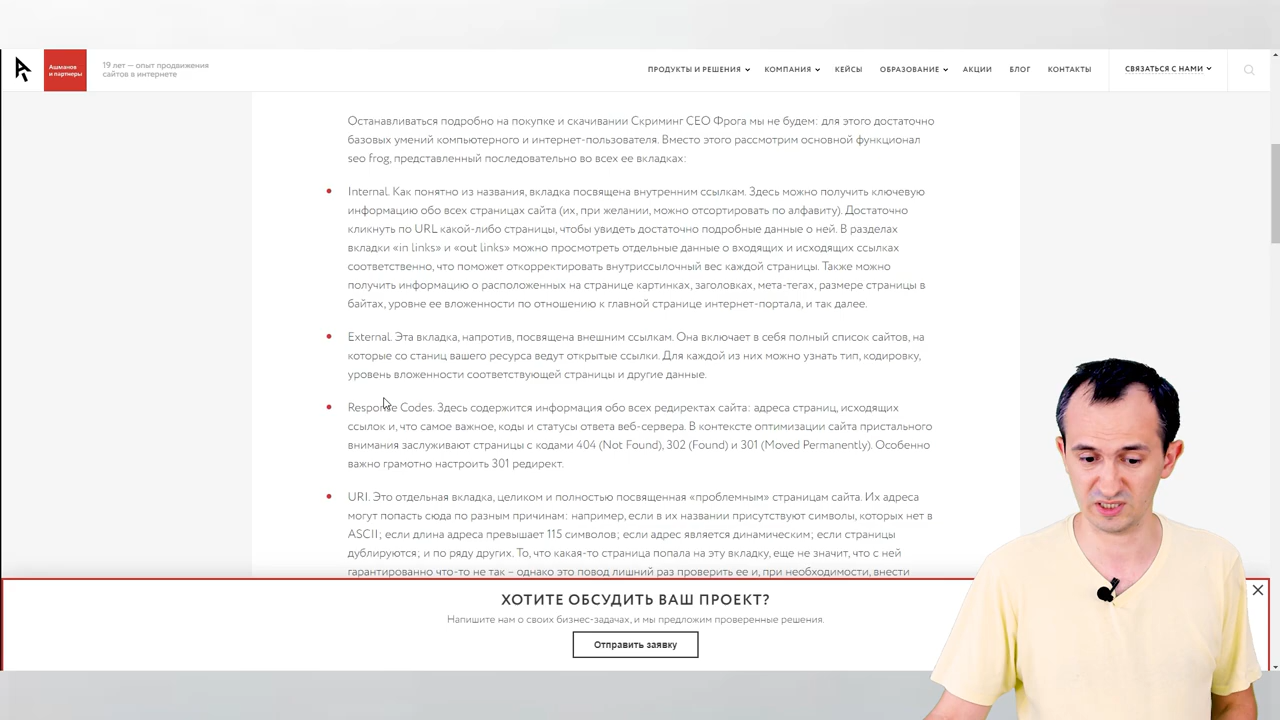 Ашманов
и партнеры
19 лет — опыт продвижения
сайтов в интернете
ПРОДУКТЫ И РЕШЕНИЯ
КОМПАНИЯ
КЕЙСЫ
ОБРАЗОВАНИЕ
АКЦИИ
БЛОГ
КОНТАКТЫ
СВЯЗАТЬСЯ С НАМИ
Останавливаться подробно на покупке и скачивании Скриминг СЕО Фрога мы не будем: для этого достаточно
базовых умений компьютерного и интернет-пользователя. Вместо этого рассмотрим основной функционал
seo frog, представленный последовательно во всех ее вкладках:
Internal. Как понятно из названия, вкладка посвящена внутренним ссылкам. Здесь можно получить ключевую
информацию обо всех страницах сайта (их, при желании, можно отсортировать по алфавиту). Достаточно
кликнуть по URL какой-либо страницы, чтобы увидеть достаточно подробные данные о ней. В разделах
вкладки «in links» и «out links» можно просмотреть отдельные данные о входящих и исходящих ссылках
соответственно, что поможет откорректировать внутриссылочный вес каждой страницы. Также можно
получить информацию о расположенных на странице картинках, заголовках, мета-тегах, размере страницы в
байтах, уровне ее вложенности по отношению к главной странице интернет-портала, и так далее.
External. Эта вкладка, напротив, посвящена внешним ссылкам. Она включает в себя полный список сайтов, на
которые со станиц вашего ресурса ведут открытые ссылки. Для каждой из них можно узнать тип, кодировку,
уровень вложенности соответствующей страницы и другие данные.
Response Codes. Здесь содержится информация обо всех редиректах сайта: адреса страниц, исходящих
ссылок и, что самое важное, коды и статусы ответа веб-сервера. В контексте оптимизации сайта пристального
внимания заслуживают страницы с кодами 404 (Not Found), 302 (Found) и 301 (Moved Permanently). Особенно
важно грамотно настроить 301 редирект.
URI. Это отдельная вкладка, целиком и полностью посвященная «проблемным» страницам сайта. Их адреса
могут попасть сюда по разным причинам: например, если в их названии присутствуют символы, которых нет в
ASCII; если длина адреса превышает 115 символов; если адрес является динамическим; если страницы
дублируются; и по ряду других. То, что какая-то страница попала на эту вкладку, еще не значит, что с ней
гарантированно что-то не так – однако это повод лишний раз проверить ее и, при необходимости, внести
ХОТИТЕ ОБСУДИТЬ ВАШ ПРОЕКТ?
Напишите нам о своих бизнес-задачах, и мы предложим проверенные решения.
Отправить заявку